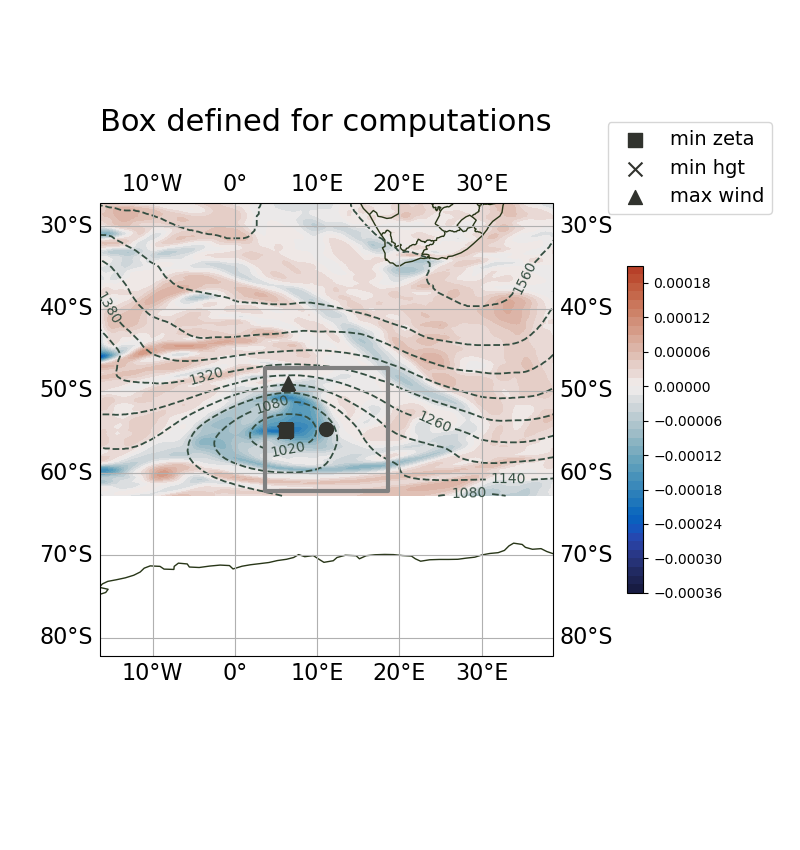 Box defined for computations
min zeta
min hgt
max wind
10°W 0° 10°E 20°E 30°E
30°S 30°S
40°S 40°S
50°S 50°S
60°S 60°S
70°S 70°S
80°S 80°S
10°W 0° 10°E 20°E 30°E
1560
1380
1320
1080
1260
1020
1140
1080
0.00018
0.00012
0.00006
0.00000
−0.00006
−0.00012
−0.00018
−0.00024
−0.00030
−0.00036